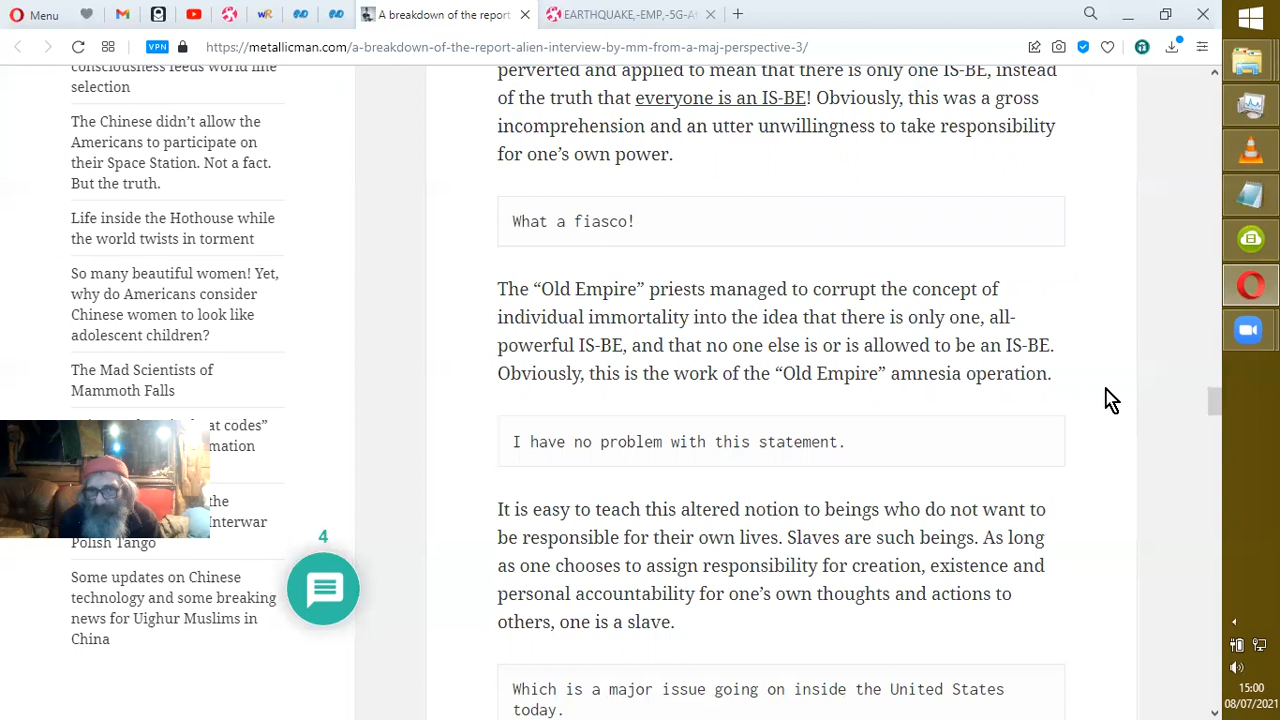 Menu
A breakdown of the report
EARTHQUAKE,-EMP,-5G-A
VPN
https://metallicman.com/a-breakdown-of-the-report-alien-interview-by-mm-from-a-maj-perspective-3/
consciousness feeds world line
selection
The Chinese didn’t allow the
Americans to participate on
their Space Station. Not a fact.
But the truth.
Life inside the Hothouse while
the world twists in torment
So many beautiful women! Yet,
why do Americans consider
Chinese women to look like
adolescent children?
The Mad Scientists of
Mammoth Falls
at codes”
mation
the
Interwar
Polish Tango
Some updates on Chinese
technology and some breaking
news for Uighur Muslims in
China
4
perverted and applied to mean that there is only one IS-BE, instead
of the truth that everyone is an IS-BE! Obviously, this was a gross
incomprehension and an utter unwillingness to take responsibility
for one’s own power.
What a fiasco!
The “Old Empire” priests managed to corrupt the concept of
individual immortality into the idea that there is only one, all-
powerful IS-BE, and that no one else is or is allowed to be an IS-BE.
Obviously, this is the work of the “Old Empire” amnesia operation.
I have no problem with this statement.
It is easy to teach this altered notion to beings who do not want to
be responsible for their own lives. Slaves are such beings. As long
as one chooses to assign responsibility for creation, existence and
personal accountability for one’s own thoughts and actions to
others, one is a slave.
Which is a major issue going on inside the United States
today.
15:00
08/07/2021